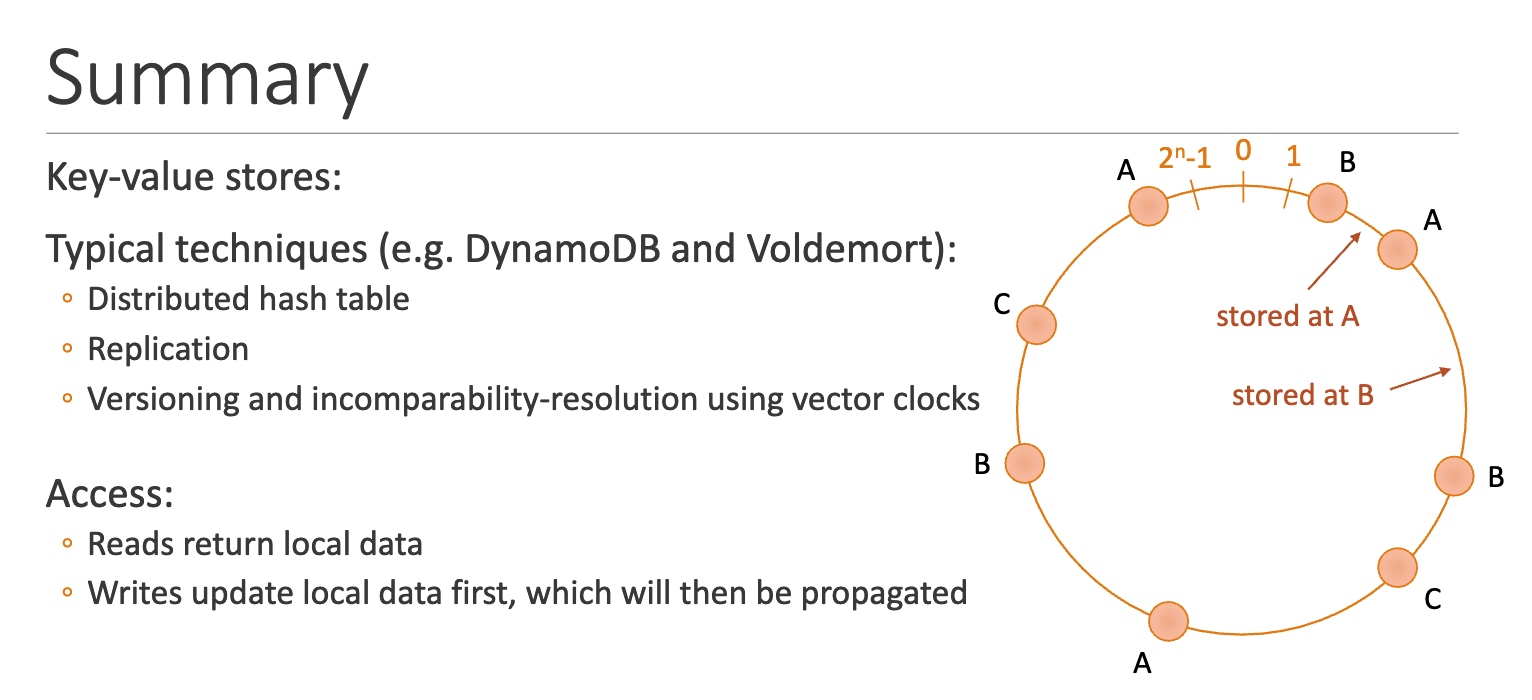 Summary
Key-value stores:
Typical techniques (e.g. DynamoDB and Voldemort):
◦ Distributed hash table
◦ Replication
◦ Versioning and incomparability-resolution using vector clocks
Access:
◦ Reads return local data
◦ Writes update local data first, which will then be propagated
A
2ⁿ-1
0
1
B
A
C
stored at A
stored at B
B
B
C
A